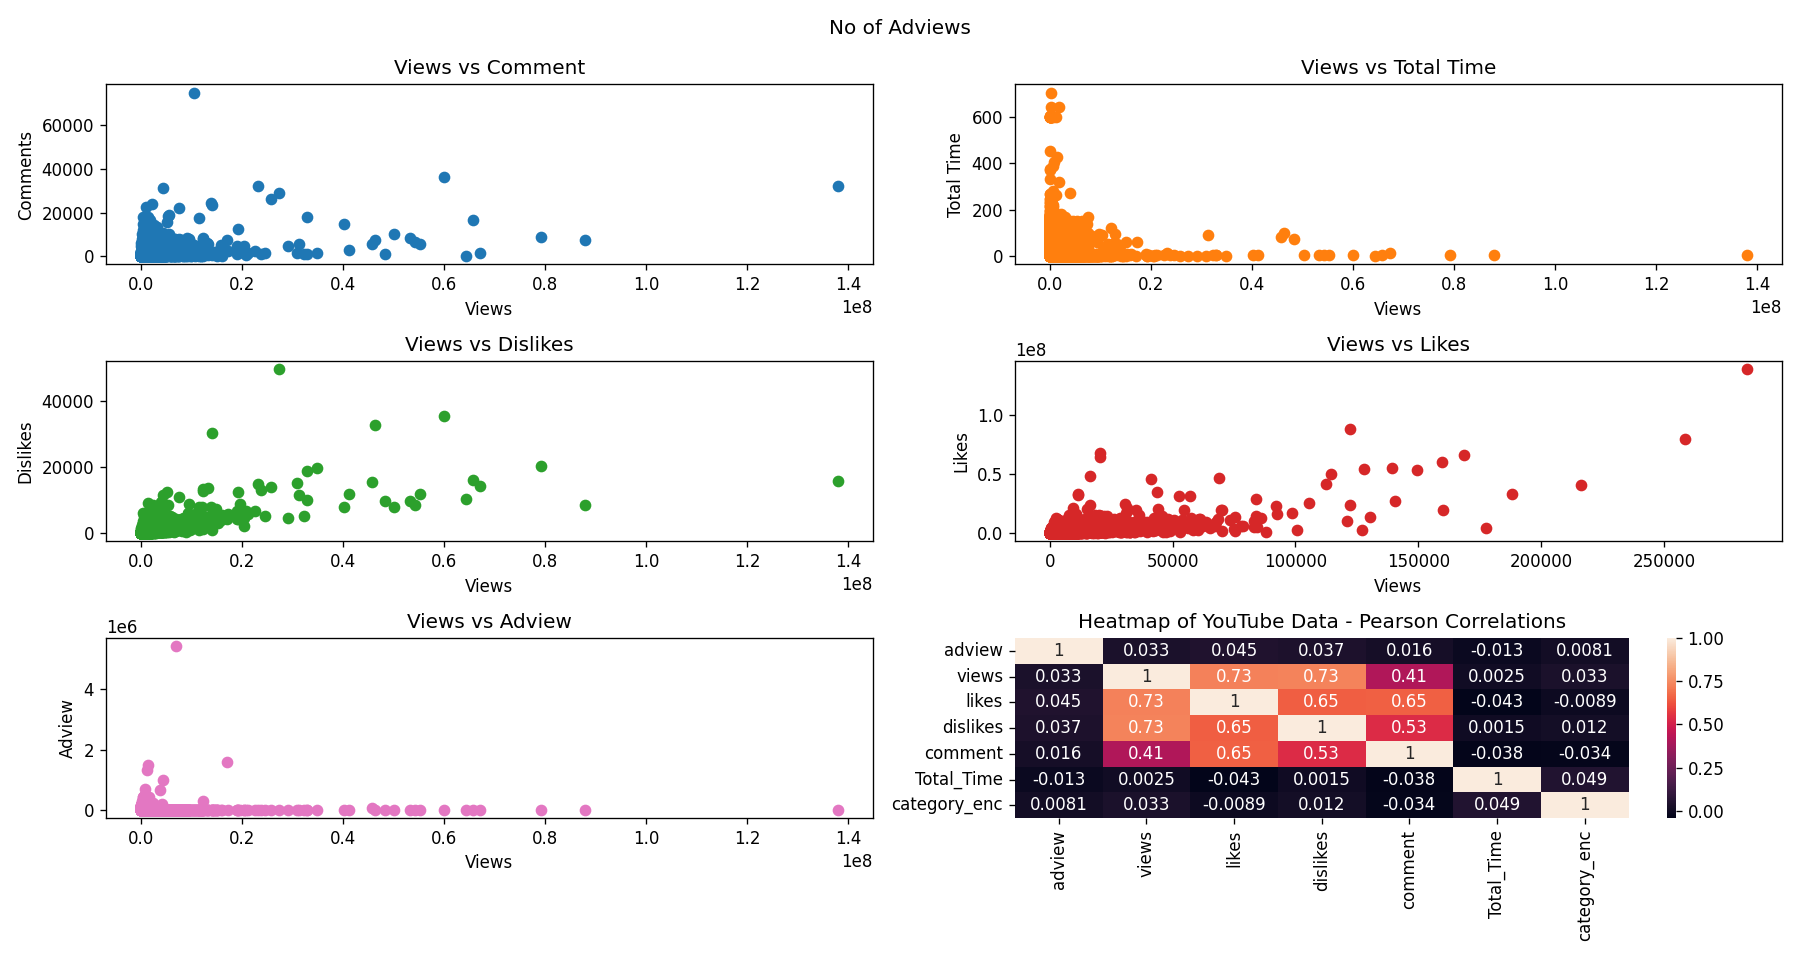 No of Adviews
Views vs Comment
Comments
60000
40000
20000
0
0.0 0.2 0.4 0.6 0.8 1.0 1.2 1.4
1e8
Views
Views vs Total Time
Total Time
600
400
200
0
0.0 0.2 0.4 0.6 0.8 1.0 1.2 1.4
1e8
Views
Views vs Dislikes
Dislikes
40000
20000
0
0.0 0.2 0.4 0.6 0.8 1.0 1.2 1.4
1e8
Views
Views vs Likes
1e8
Likes
1.0
0.5
0.0
0 50000 100000 150000 200000 250000
Views
Views vs Adview
1e6
Adview
4
2
0
0.0 0.2 0.4 0.6 0.8 1.0 1.2 1.4
1e8
Views
Heatmap of YouTube Data - Pearson Correlations
adview 1 0.033 0.045 0.037 0.016 -0.013 0.0081
views 0.033 1 0.73 0.73 0.41 0.0025 0.033
likes 0.045 0.73 1 0.65 0.65 -0.043 -0.0089
dislikes 0.037 0.73 0.65 1 0.53 0.0015 0.012
comment 0.016 0.41 0.65 0.53 1 -0.038 -0.034
Total_Time -0.013 0.0025 -0.043 0.0015 -0.038 1 0.049
category_enc 0.0081 0.033 -0.0089 0.012 -0.034 0.049 1
adview views likes dislikes comment Total_Time category_enc
1.00
0.75
0.50
0.25
0.00